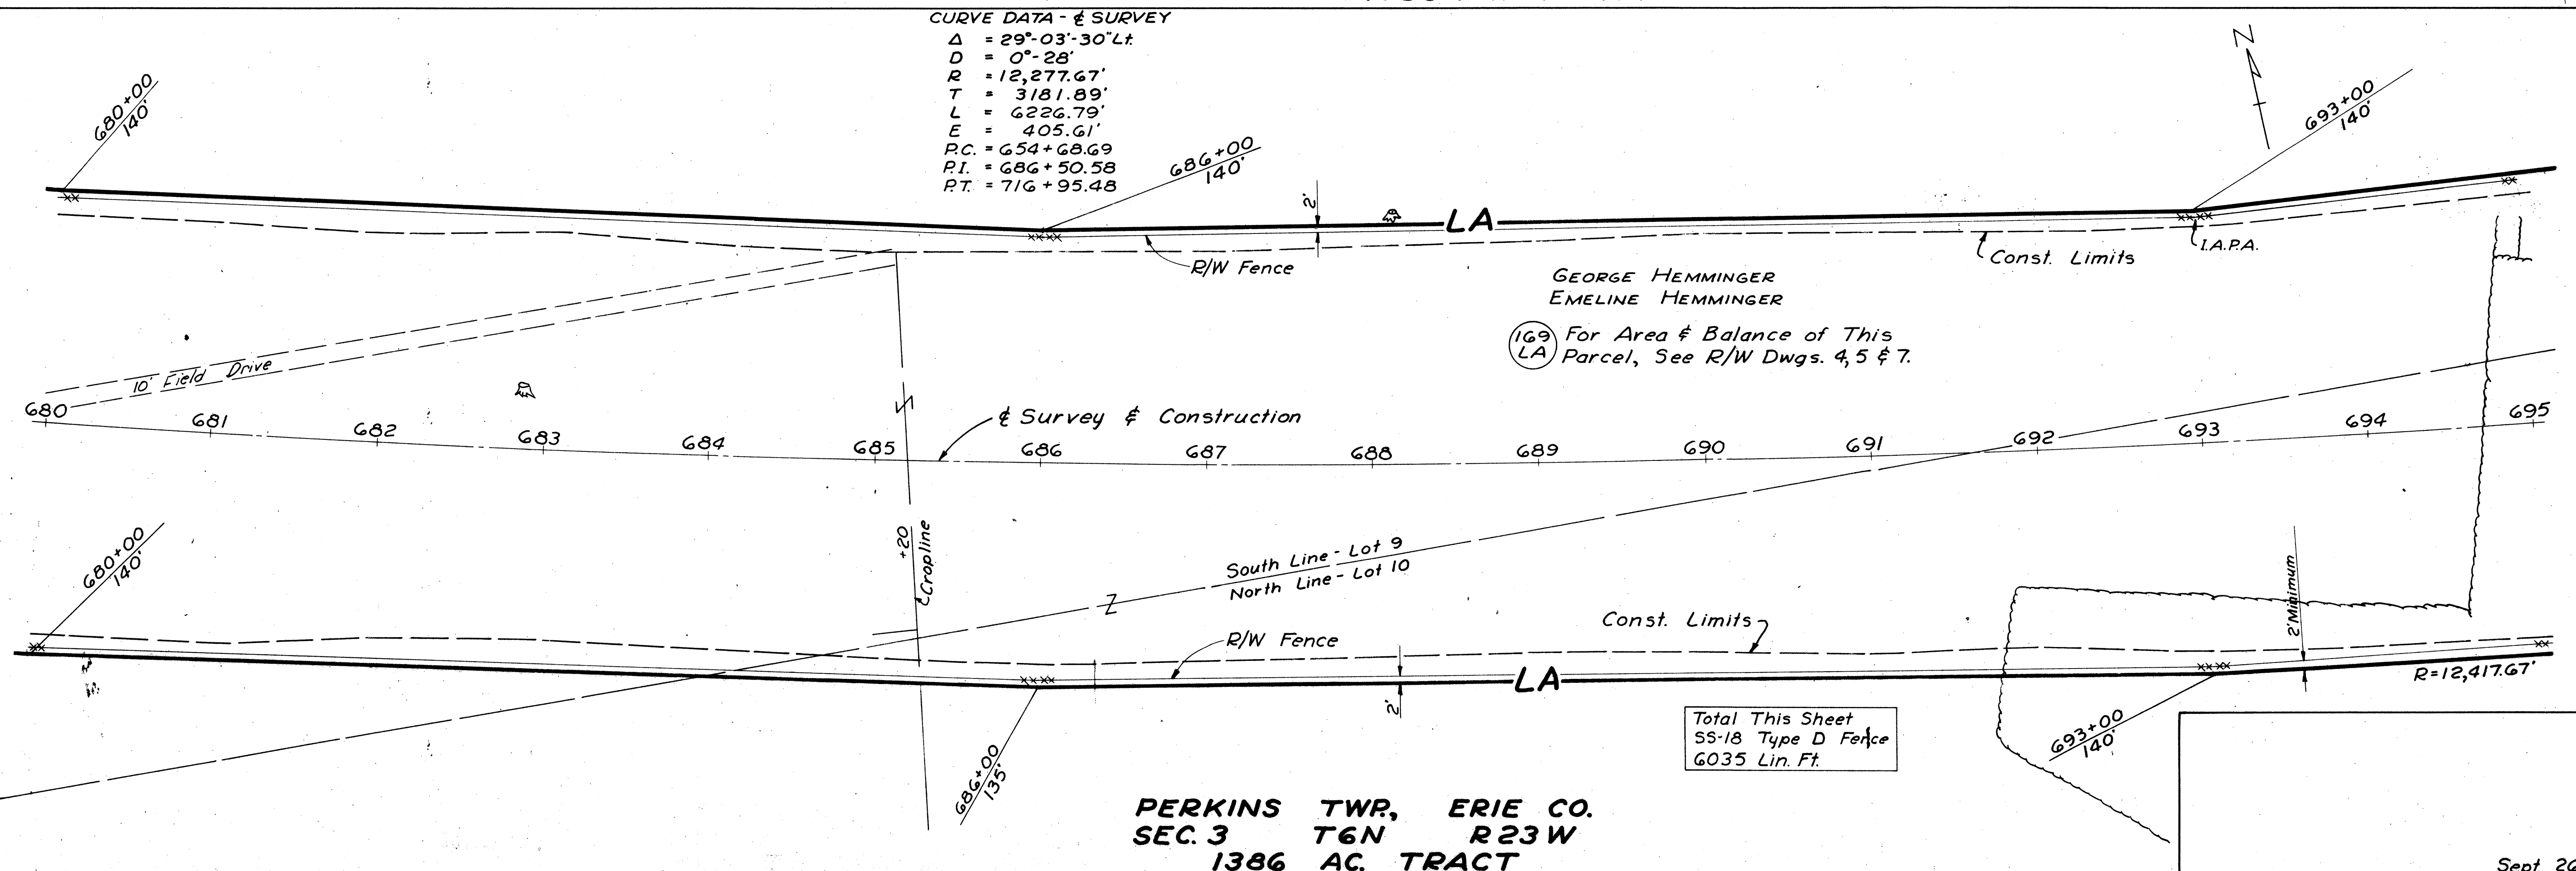 CURVE DATA - ₵ SURVEY
Δ = 29°-03'-30" Lt.
D = 0°-28'
R = 12,277.67'
T = 3181.89'
L = 6226.79'
E = 405.61'
P.C. = 654+68.69
P.I. = 686+50.58
P.T. = 716+95.48
680+00
140'
686+00
140'
N
693+00
140'
2'
LA
R/W Fence
Const. Limits
I.A.P.A.
GEORGE HEMMINGER
EMELINE HEMMINGER
169
LA
For Area & Balance of This
Parcel, See R/W Dwgs. 4, 5 & 7.
10' Field Drive
₵ Survey & Construction
680
681
682
683
684
685
686
687
688
689
690
691
692
693
694
695
+20
Cropline
South Line - Lot 9
North Line - Lot 10
680+00
140'
2' Minimum
R/W Fence
Const. Limits
LA
2'
R=12,417.67'
686+00
135'
693+00
140'
Total This Sheet
SS-18 Type D Fence
6035 Lin. Ft.
PERKINS TWP., ERIE CO.
SEC. 3 T6N R23W
1386 AC. TRACT
Sept. 26